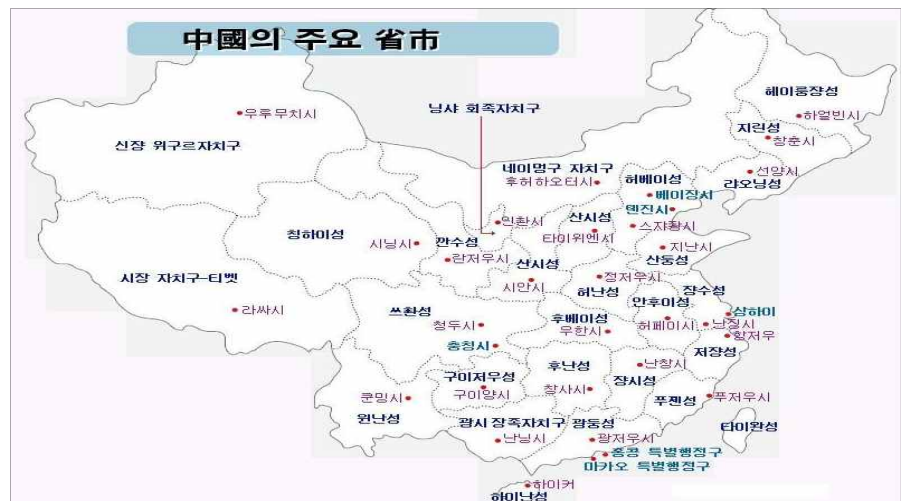 中國의 주요 省市
헤이룽쟝성
하얼빈시
닝샤 회족자치구
우루무치시
지린성
창춘시
신쟝 위구르자치구
네이멍구 자치구
후허하오터시
허베이성
선양시
랴오닝성
베이징시
톈진시
인촨시
산시성
스쟈좡시
칭하이성
시닝시
깐수성
타이위엔시
지난시
란저우시
산시성
산둥성
시장 자치구-티벳
시안시
정저우시
허난성
쟝수성
안후이성
라싸시
쓰촨성
상하이
청두시
후베이성
우한시
허페이시
난징시
항저우
충칭시
저쟝성
후난성
난창시
구이저우성
쟝시성
쿤밍시
구이양시
창사시
푸젠성
푸저우시
윈난성
광시 장족자치구
광둥성
타이완성
난닝시
광저우시
홍콩 특별행정구
마카오 특별행정구
하이커
하이난성